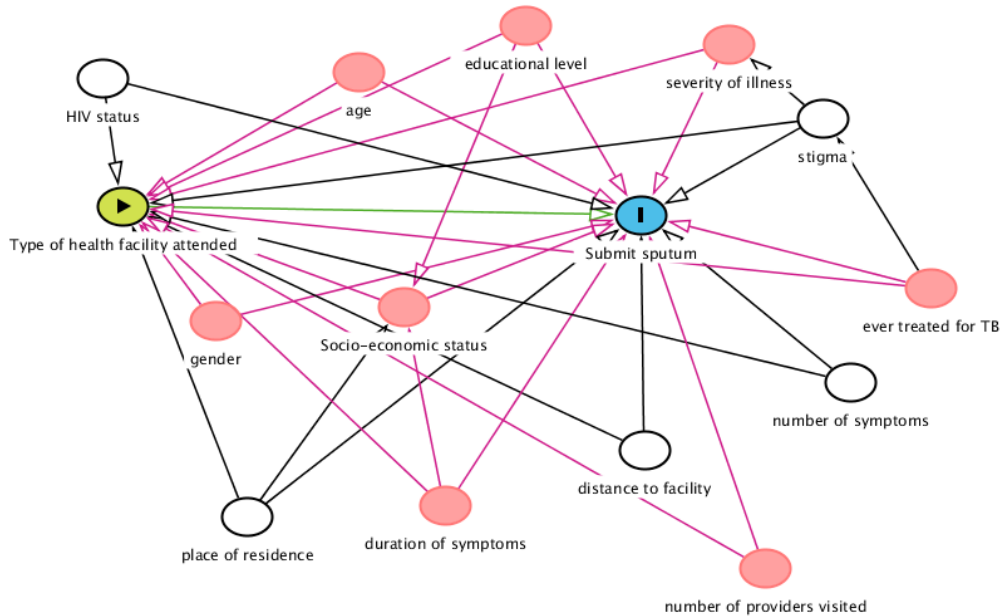 educational level
severity of illness
age
HIV status
stigma
Type of health facility attended
Submit sputum
ever treated for TB
Socio-economic status
gender
number of symptoms
distance to facility
duration of symptoms
place of residence
number of providers visited